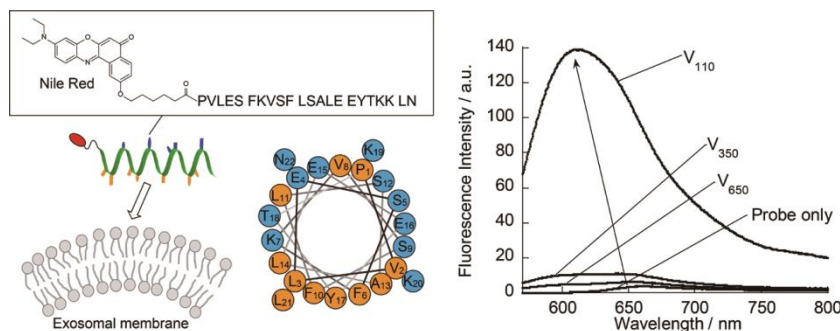 N
O
O
N
O
Nile Red
O
O
PVLES FKVSF LSALE EYTKK LN
Exosomal membrane
N22
E4
E15
V8
P1
K19
S12
S5
E16
S9
V2
K20
A13
F6
Y17
F10
L3
L21
L14
K7
T18
L11
Fluorescence Intensity / a.u.
140
120
100
80
60
40
20
0
V110
V350
V650
Probe only
600 650 700 750 800
Wavelength / nm